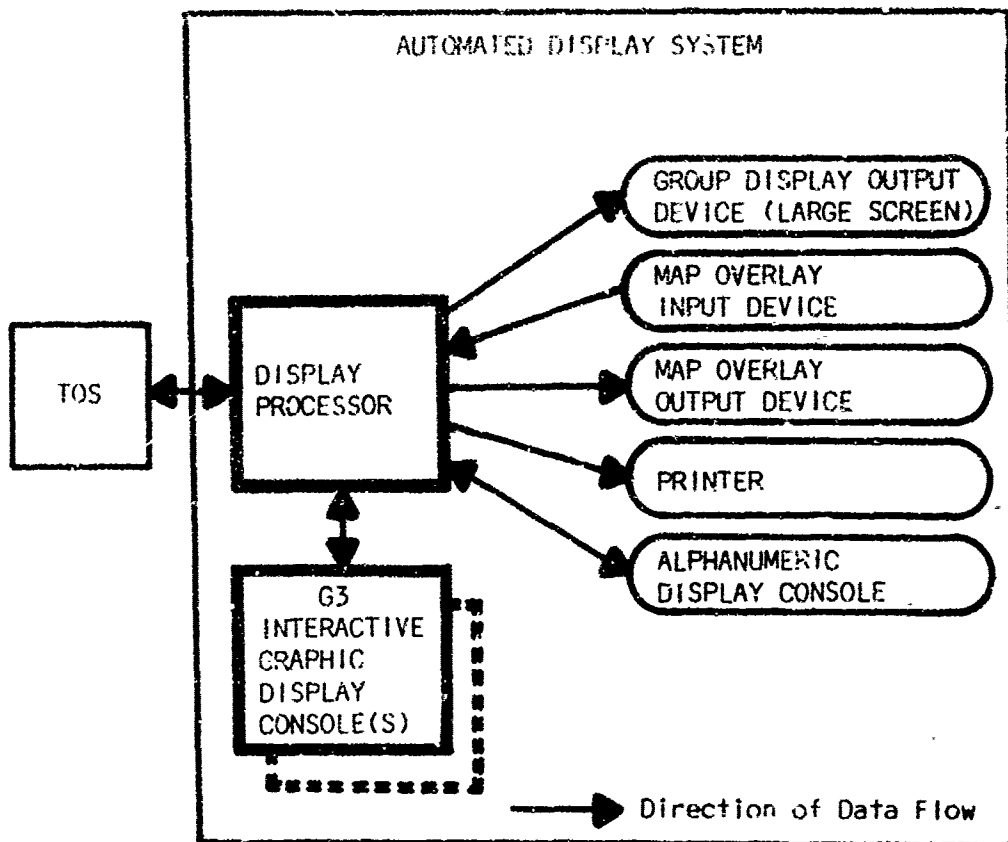 AUTOMATED DISPLAY SYSTEM
GROUP DISPLAY OUTPUT
DEVICE (LARGE SCREEN)
MAP OVERLAY
INPUT DEVICE
TOS
DISPLAY
PROCESSOR
MAP OVERLAY
OUTPUT DEVICE
PRINTER
ALPHANUMERIC
DISPLAY CONSOLE
G3
INTERACTIVE
GRAPHIC
DISPLAY
CONSOLE(S)
Direction of Data Flow